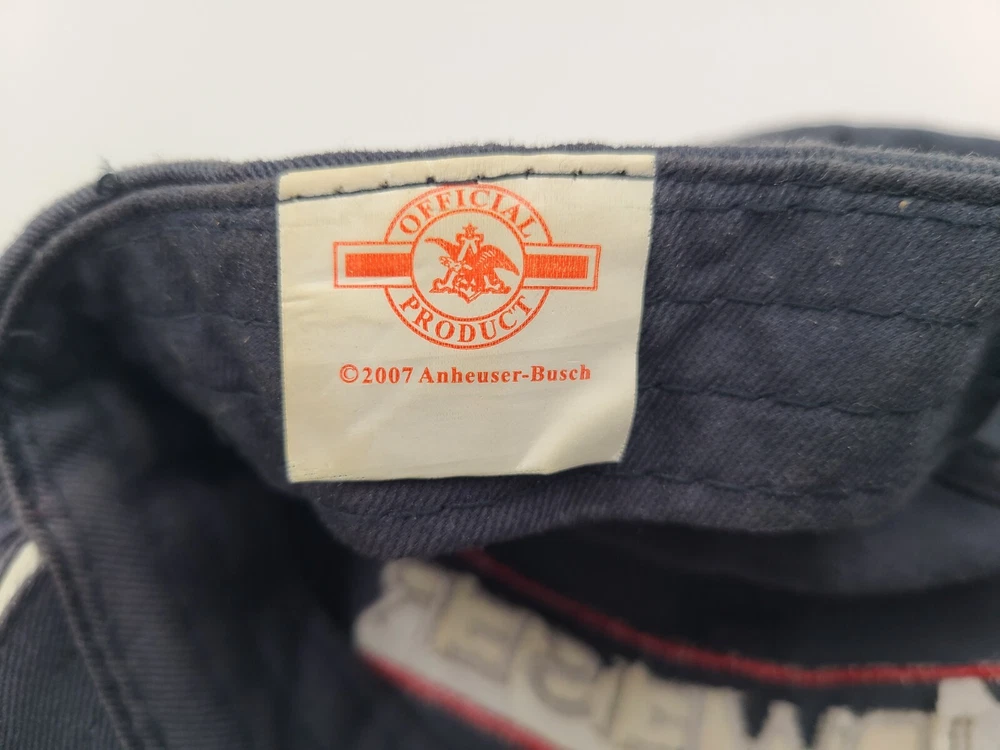 OFFICIAL
PRODUCT
©2007 Anheuser-Busch